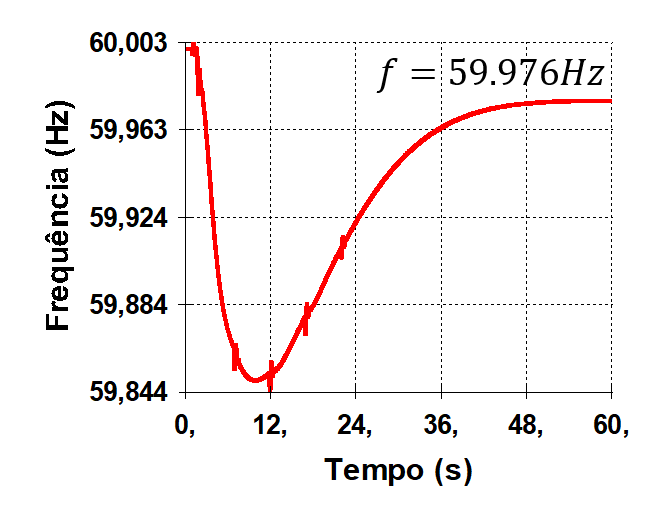 60,003
f = 59.976Hz
59,963
59,924
59,884
59,844
0, 12, 24, 36, 48, 60,
Tempo (s)
Frequência (Hz)